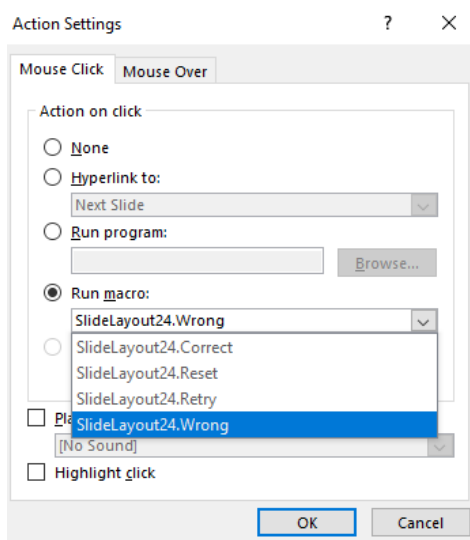 Action Settings ?
Mouse Click Mouse Over
Action on click
None
Hyperlink to:
Next Slide
Run program:
Browse...
Run macro:
SlideLayout24.Wrong
SlideLayout24.Correct
SlideLayout24.Reset
SlideLayout24.Retry
SlideLayout24.Wrong
[No Sound]
Highlight click
OK Cancel